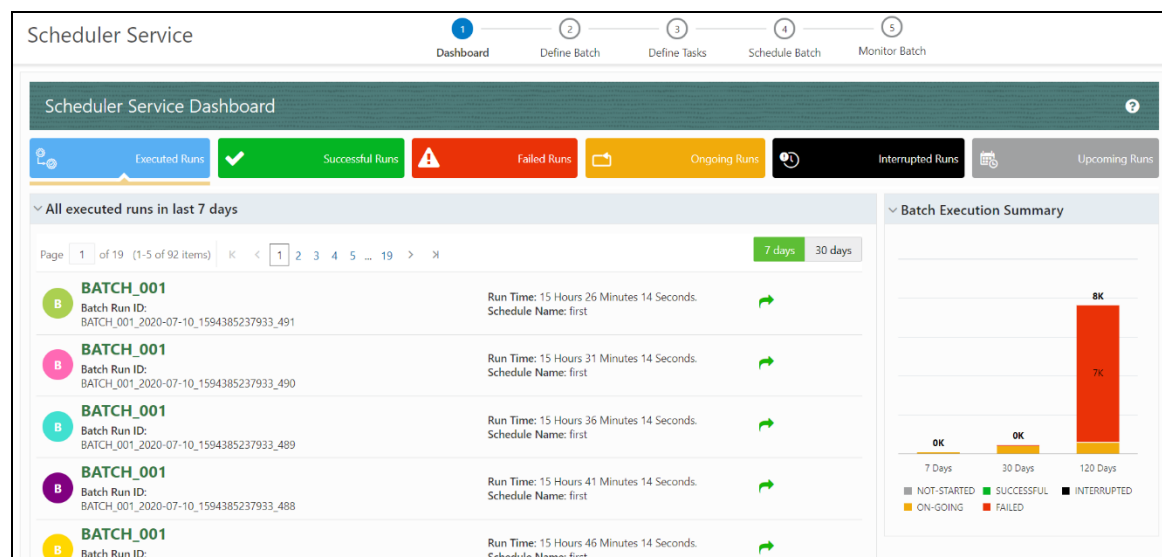 Scheduler Service
1 2 3 4 5
Dashboard Define Batch Define Tasks Schedule Batch Monitor Batch
Scheduler Service Dashboard ?
Executed Runs Successful Runs Failed Runs Ongoing Runs Interrupted Runs Upcoming Runs
All executed runs in last 7 days
Page 1 of 19 (1-5 of 92 items) K < 1 2 3 4 5 ... 19 > >|
7 days 30 days
B
BATCH_001
Batch Run ID:
BATCH_001_2020-07-10_1594385237933_491
Run Time: 15 Hours 26 Minutes 14 Seconds.
Schedule Name: first
B
BATCH_001
Batch Run ID:
BATCH_001_2020-07-10_1594385237933_490
Run Time: 15 Hours 31 Minutes 14 Seconds.
Schedule Name: first
B
BATCH_001
Batch Run ID:
BATCH_001_2020-07-10_1594385237933_489
Run Time: 15 Hours 36 Minutes 14 Seconds.
Schedule Name: first
B
BATCH_001
Batch Run ID:
BATCH_001_2020-07-10_1594385237933_488
Run Time: 15 Hours 41 Minutes 14 Seconds.
Schedule Name: first
B
BATCH_001
Batch Run ID:
Run Time: 15 Hours 46 Minutes 14 Seconds.
Schedule Name: first
Batch Execution Summary
8K
7K
0K 0K
7 Days 30 Days 120 Days
NOT-STARTED SUCCESSFUL INTERRUPTED
ON-GOING FAILED